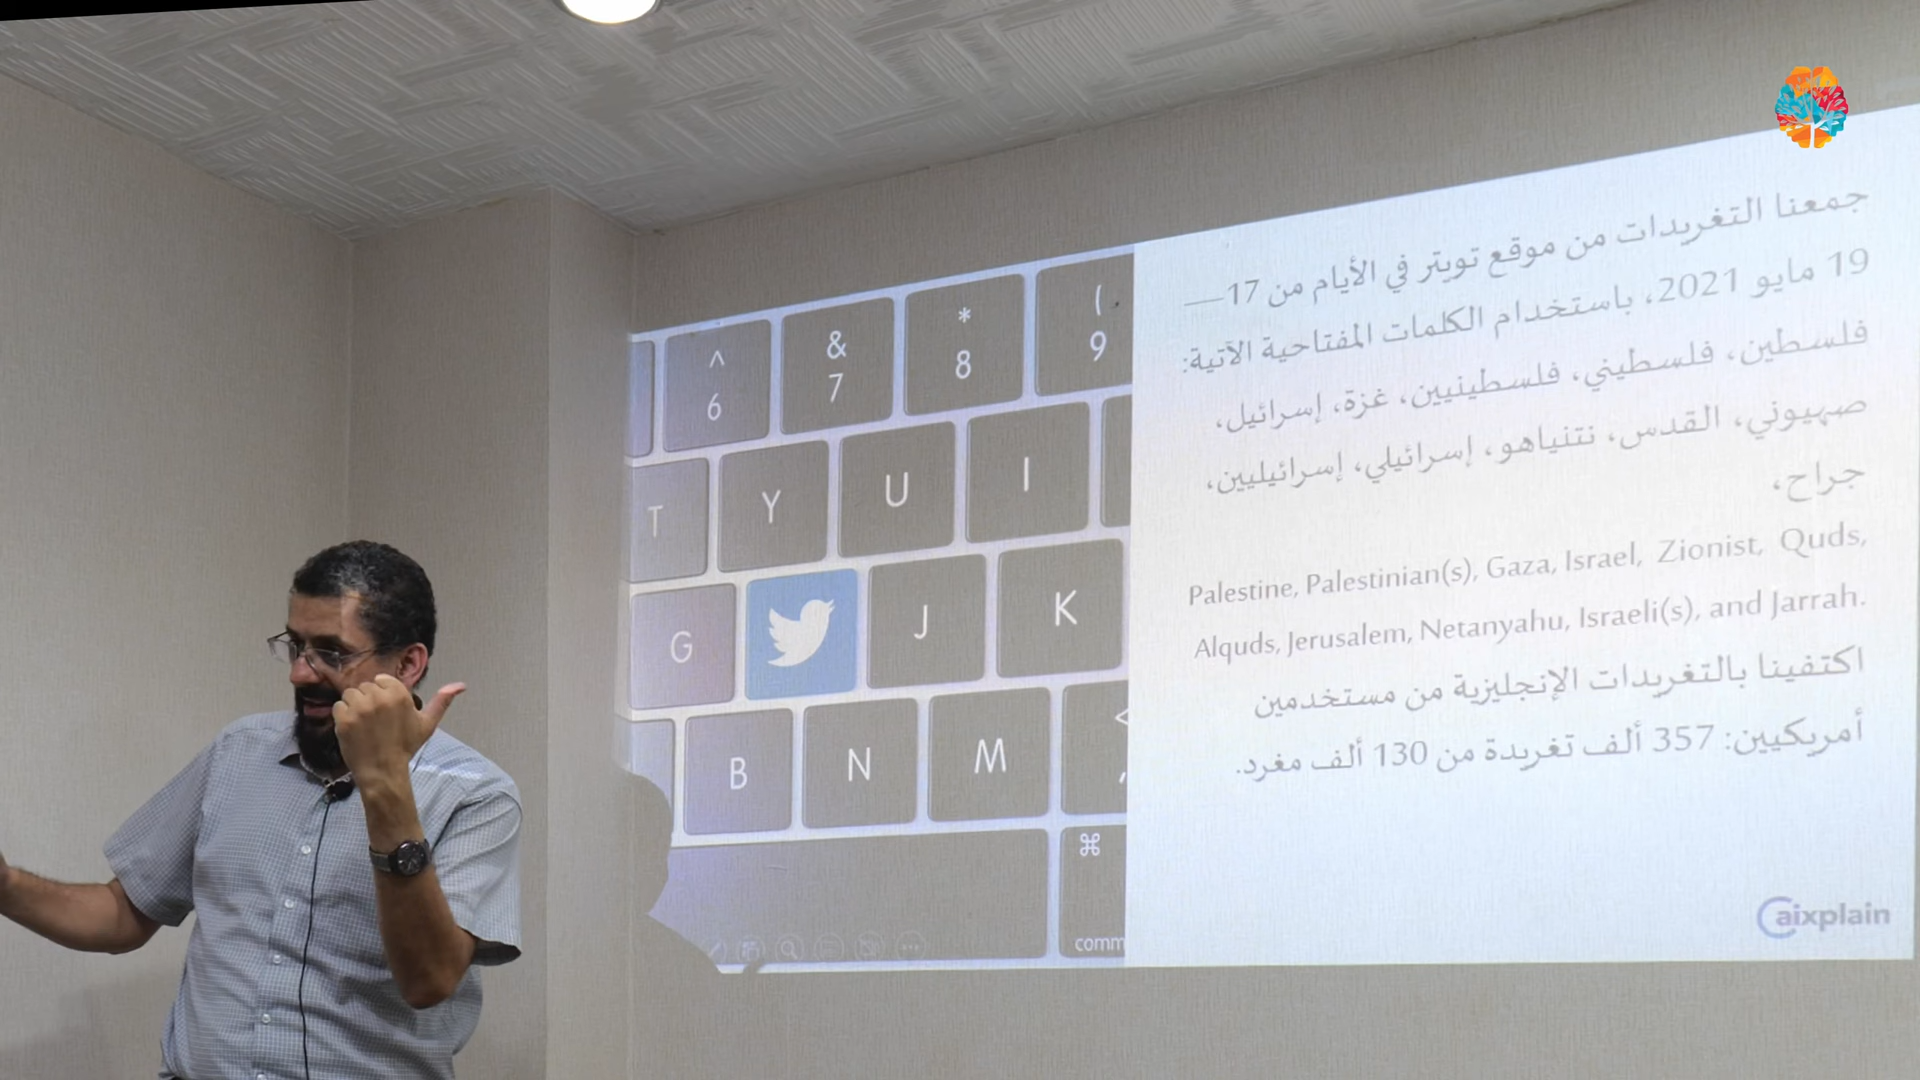 جمعنا التغريدات من موقع تويتر في الأيام من 17—
19 مايو 2021، باستخدام الكلمات المفتاحية الآتية:
فلسطين، فلسطيني، فلسطينيين، غزة، إسرائيل،
صهيوني، القدس، نتنياهو، إسرائيلي، إسرائيليين،
جراح،
Palestine, Palestinian(s), Gaza, Israel, Zionist, Quds,
Alquds, Jerusalem, Netanyahu, Israeli(s), and Jarrah.
اكتفينا بالتغريدات الإنجليزية من مستخدمين
أمريكيين: 357 ألف تغريدة من 130 ألف مغرد.
aixplain
^ & * (
6 7 8 9
T Y U I
G J K
B N M < ,
⌘
comm